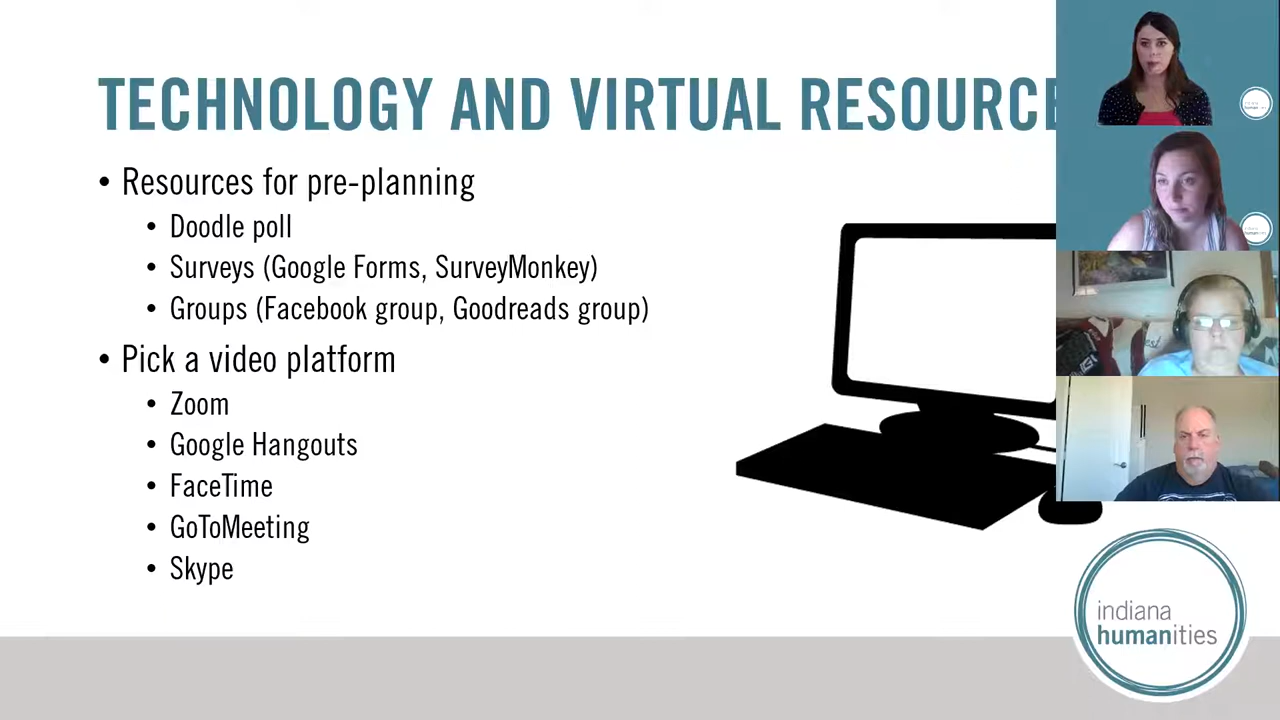 TECHNOLOGY AND VIRTUAL RESOURCE
• Resources for pre-planning
• Doodle poll
• Surveys (Google Forms, SurveyMonkey)
• Groups (Facebook group, Goodreads group)
• Pick a video platform
• Zoom
• Google Hangouts
• FaceTime
• GoToMeeting
• Skype
indiana
humanities